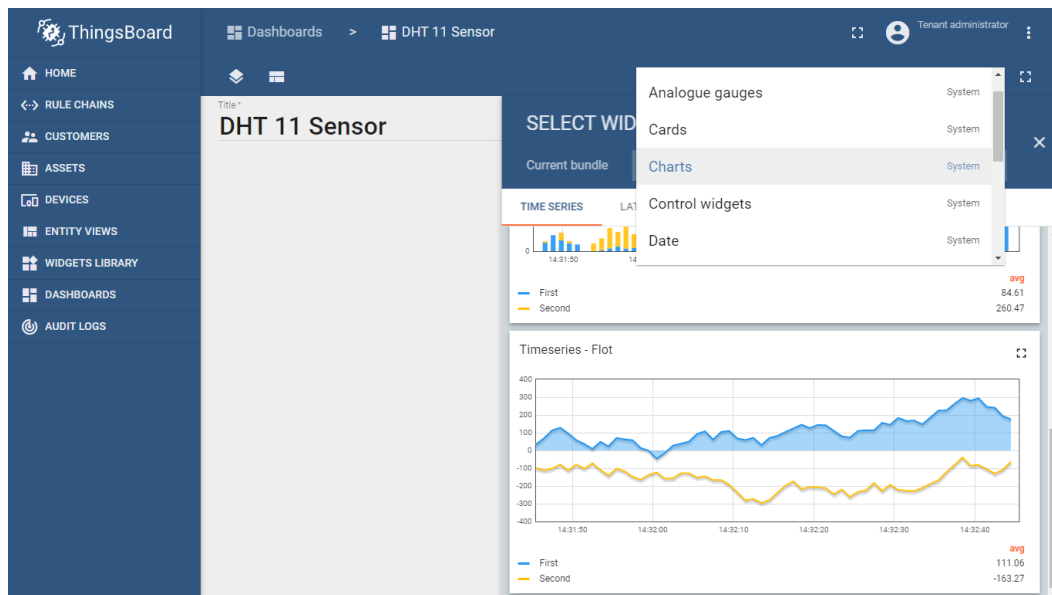 ThingsBoard
Dashboards > DHT 11 Sensor
Tenant administrator
HOME
RULE CHAINS
CUSTOMERS
ASSETS
DEVICES
ENTITY VIEWS
WIDGETS LIBRARY
DASHBOARDS
AUDIT LOGS
Title *
DHT 11 Sensor
SELECT WID
Current bundle
Analogue gauges System
Cards System
Charts System
Control widgets System
Date System
TIME SERIES LAT
0
14:31:50 14
avg
First 84.61
Second 260.47
Timeseries - Flot
400
300
200
100
0
-100
-200
-300
-400
14:31:50 14:32:00 14:32:10 14:32:20 14:32:30 14:32:40
avg
First 111.06
Second -163.27